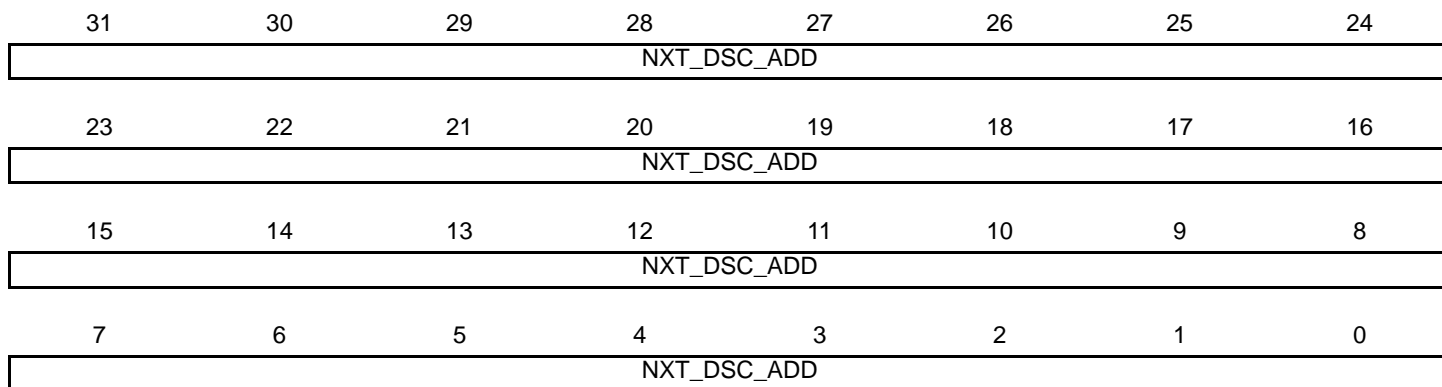 31 30 29 28 27 26 25 24
NXT_DSC_ADD
23 22 21 20 19 18 17 16
NXT_DSC_ADD
15 14 13 12 11 10 9 8
NXT_DSC_ADD
7 6 5 4 3 2 1 0
NXT_DSC_ADD